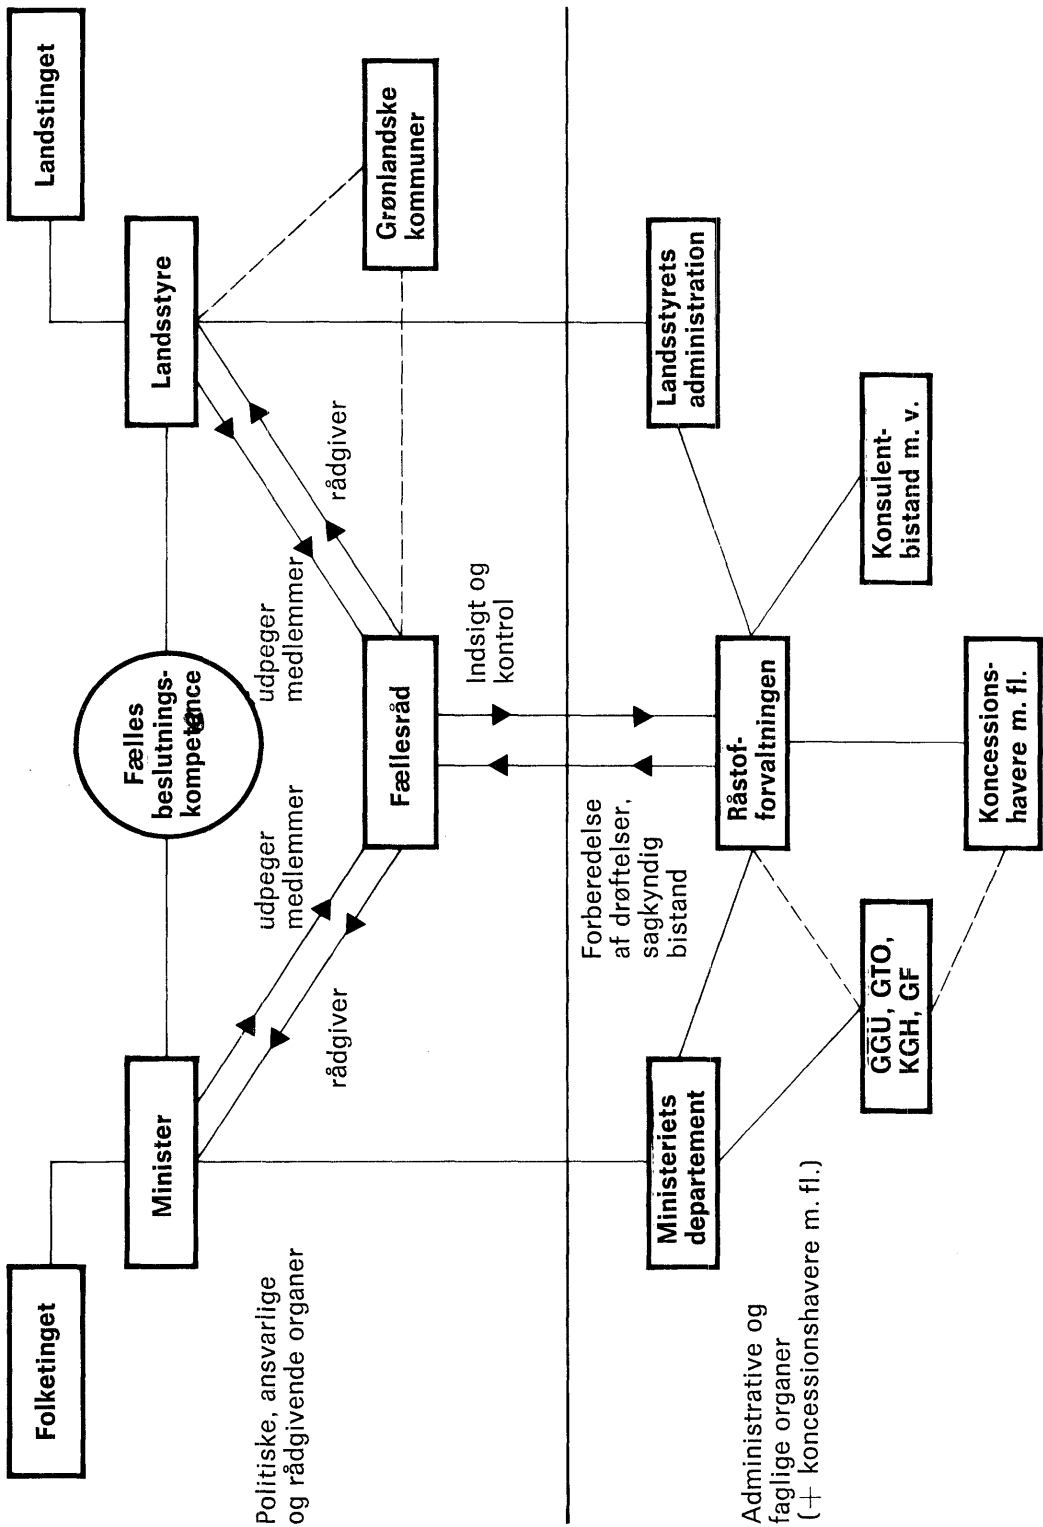 Folketinget
Landstinget
Minister
Fælles
beslutnings-
kompetence
Landsstyre
Politiske, ansvarlige
og rådgivende organer
rådgiver
udpeger
medlemmer
udpeger
medlemmer
rådgiver
Fællesråd
Grønlandske
kommuner
Indsigt og
kontrol
Forberedelse
af drøftelser,
sagkyndig
bistand
Ministeriets
departement
Landsstyrets
administration
Råstof-
forvaltningen
Administrative og
faglige organer
(+ koncessionshavere m. fl.)
GGU, GTO,
KGH, GF
Konsulent-
bistand m. v.
Koncessions-
havere m. fl.